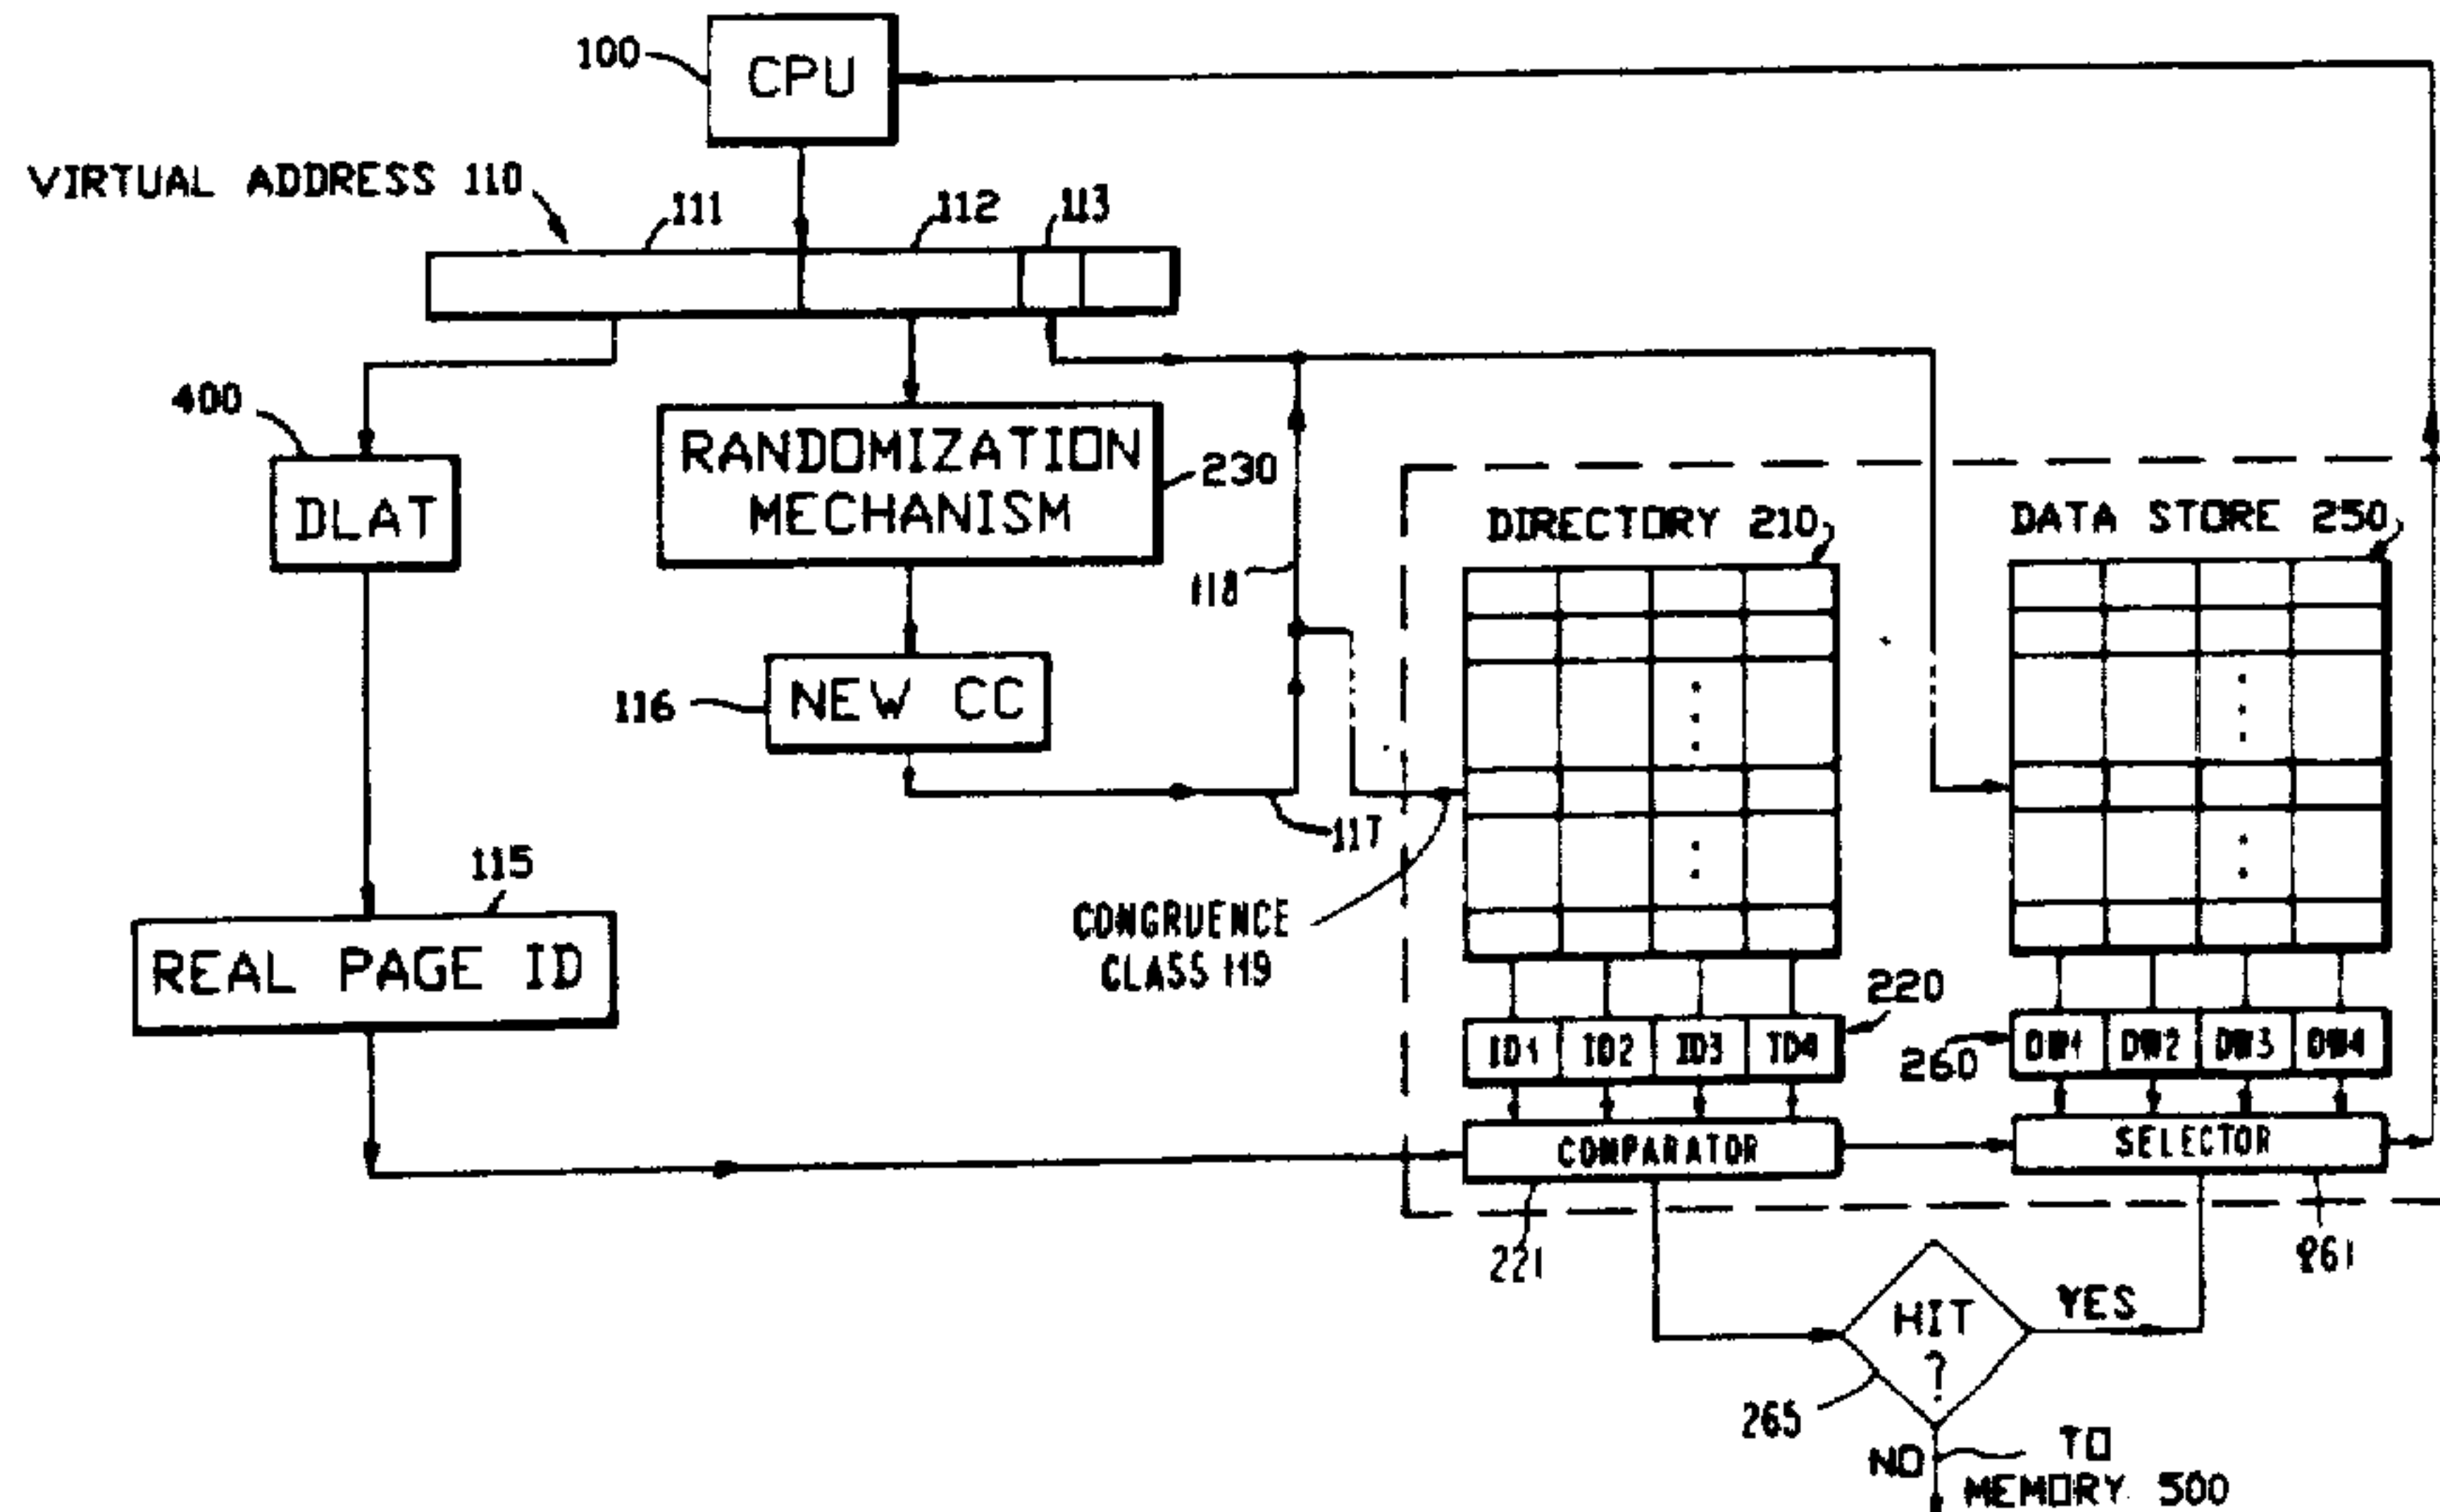 100
CPU
VIRTUAL ADDRESS 110
111
112
113
400
DLAT
RANDOMIZATION
MECHANISM
230
118
DIRECTORY 210
DATA STORE 250
116
NEW CC
117
115
REAL PAGE ID
CONGRUENCE
CLASS 119
220
ID1 ID2 ID3 ID4
260
DW1 DW2 DW3 DW4
COMPARATOR
SELECTOR
221
261
HIT
?
YES
265
NO
TO
MEMORY 500